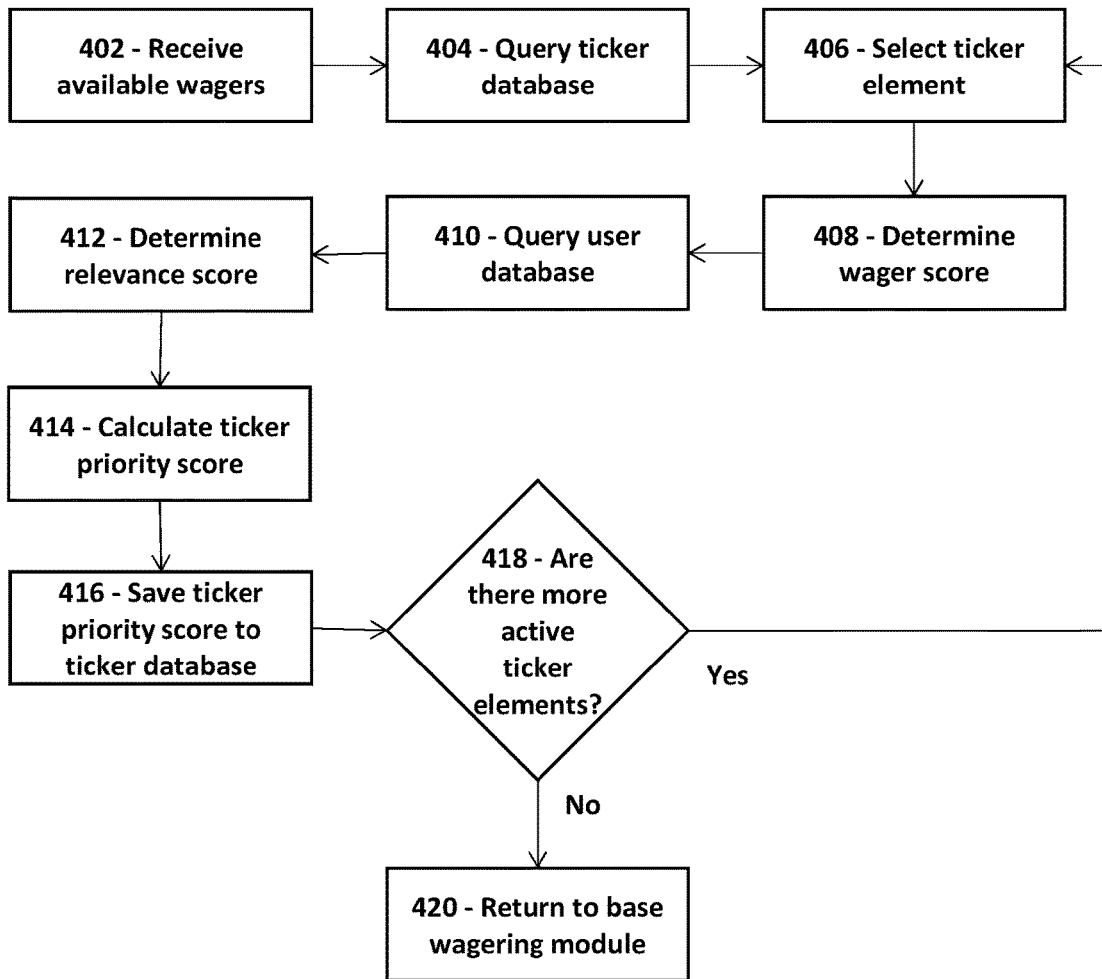 402 - Receive
available wagers
404 - Query ticker
database
406 - Select ticker
element
408 - Determine
wager score
410 - Query user
database
412 - Determine
relevance score
414 - Calculate ticker
priority score
416 - Save ticker
priority score to
ticker database
418 - Are
there more
active
ticker
elements?
Yes
No
420 - Return to base
wagering module